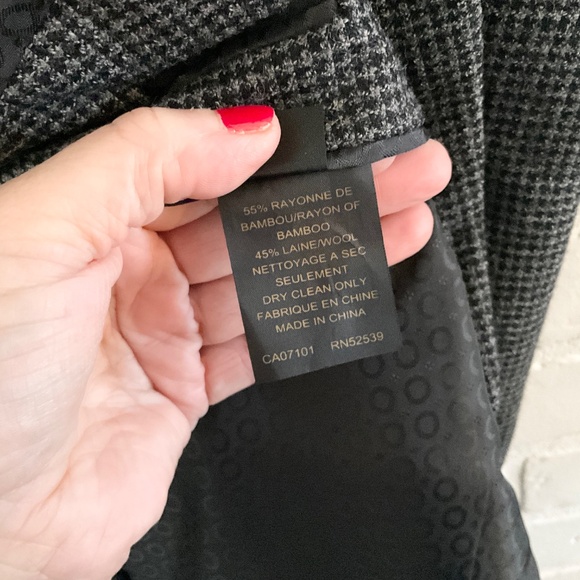 55% RAYONNE DE
BAMBOU/RAYON OF
BAMBOO
45% LAINE/WOOL
NETTOYAGE A SEC
SEULEMENT
DRY CLEAN ONLY
FABRIQUE EN CHINE
MADE IN CHINA
CA07101 RN52539